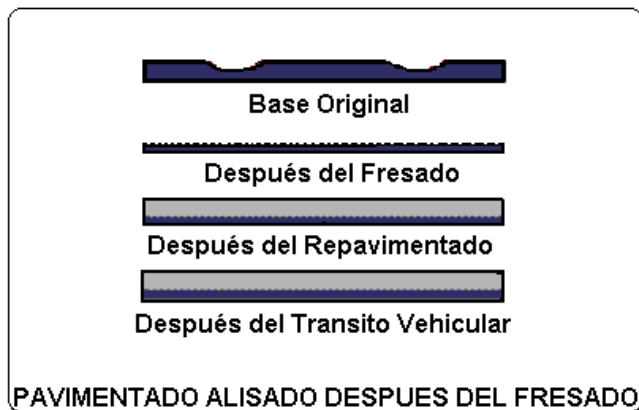 Base Original
Después del Fresado
Después del Repavimentado
Después del Transito Vehicular
PAVIMENTADO ALISADO DESPUES DEL FRESADO